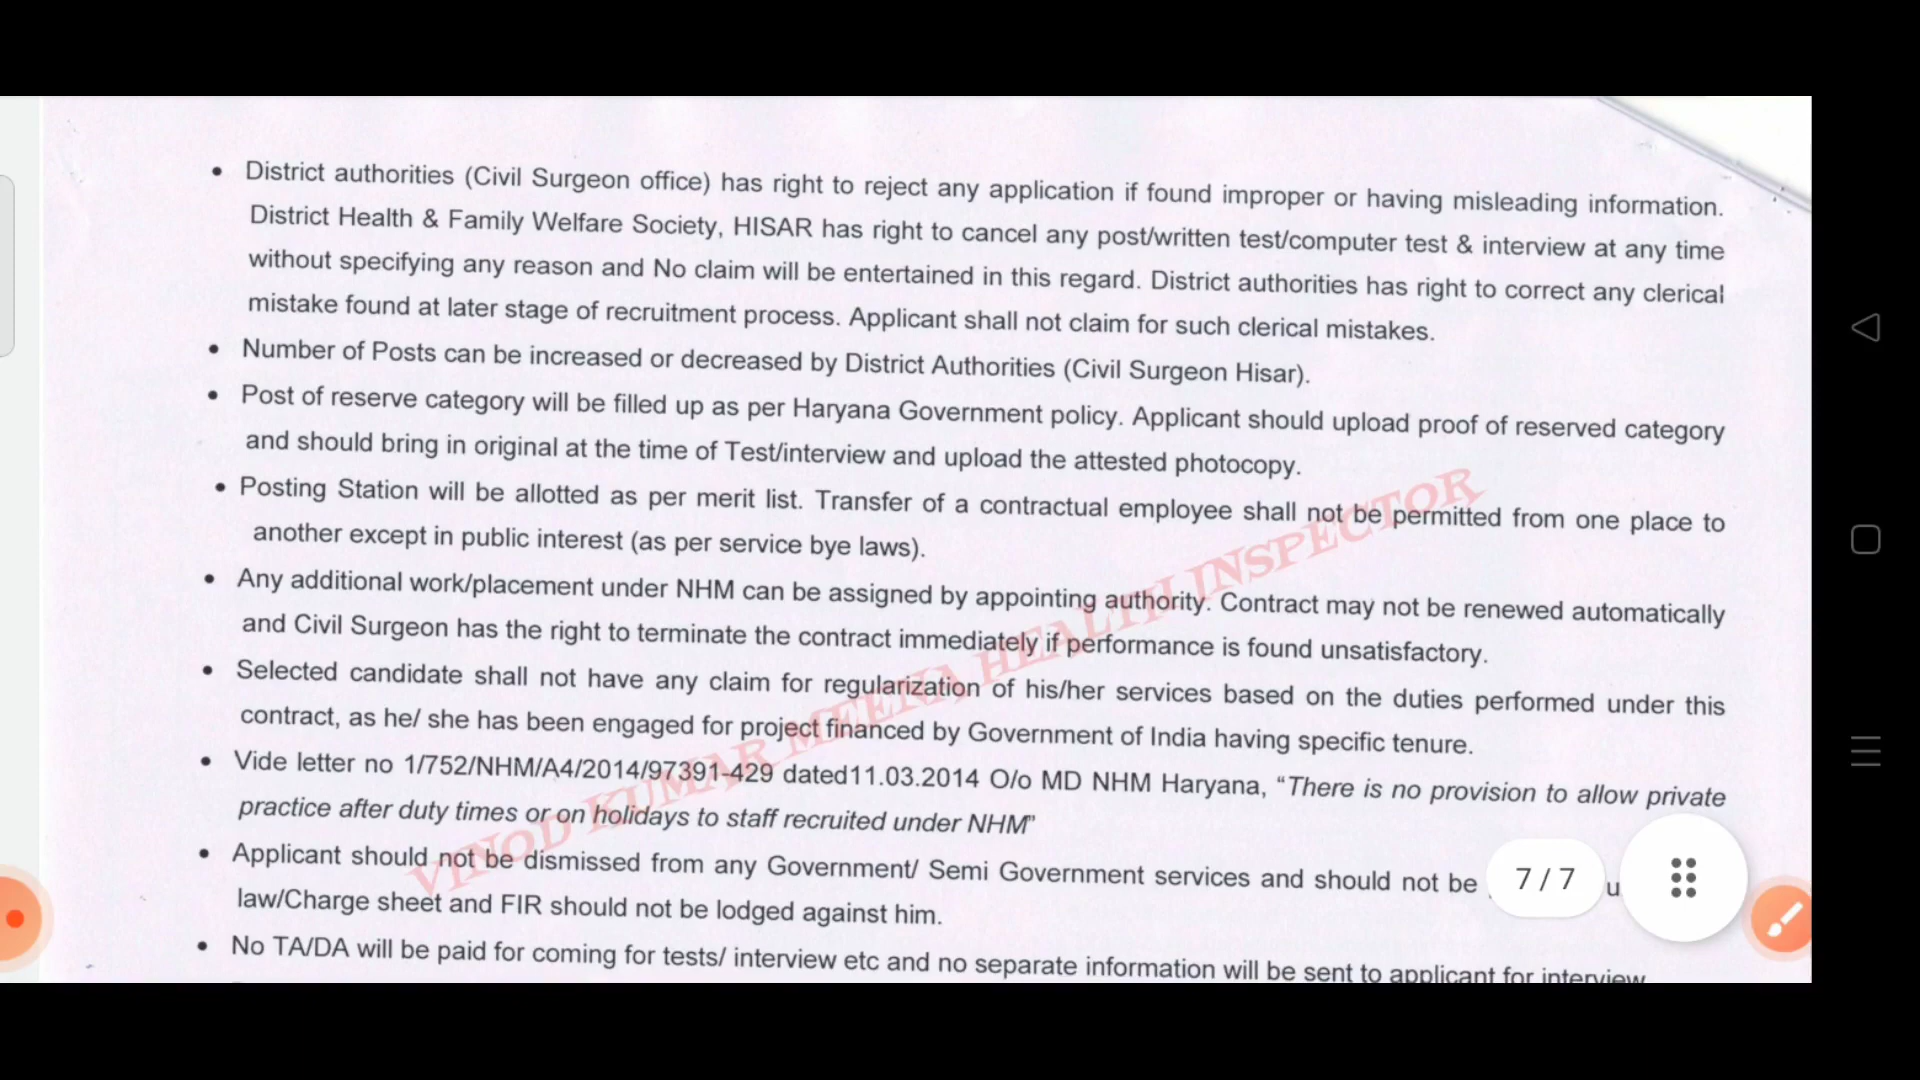 • District authorities (Civil Surgeon office) has right to reject any application if found improper or having misleading information.
District Health & Family Welfare Society, HISAR has right to cancel any post/written test/computer test & interview at any time
without specifying any reason and No claim will be entertained in this regard. District authorities has right to correct any clerical
mistake found at later stage of recruitment process. Applicant shall not claim for such clerical mistakes.
• Number of Posts can be increased or decreased by District Authorities (Civil Surgeon Hisar).
• Post of reserve category will be filled up as per Haryana Government policy. Applicant should upload proof of reserved category
and should bring in original at the time of Test/interview and upload the attested photocopy.
• Posting Station will be allotted as per merit list. Transfer of a contractual employee shall not be permitted from one place to
another except in public interest (as per service bye laws).
• Any additional work/placement under NHM can be assigned by appointing authority. Contract may not be renewed automatically
and Civil Surgeon has the right to terminate the contract immediately if performance is found unsatisfactory.
• Selected candidate shall not have any claim for regularization of his/her services based on the duties performed under this
contract, as he/ she has been engaged for project financed by Government of India having specific tenure.
• Vide letter no 1/752/NHM/A4/2014/97391-429 dated11.03.2014 O/o MD NHM Haryana, “There is no provision to allow private
practice after duty times or on holidays to staff recruited under NHM”
• Applicant should not be dismissed from any Government/ Semi Government services and should not be
law/Charge sheet and FIR should not be lodged against him.
• No TA/DA will be paid for coming for tests/ interview etc and no separate information will be sent to applicant for interview
VINOD KUMAR MEENA HEALTH INSPECTOR
7 / 7